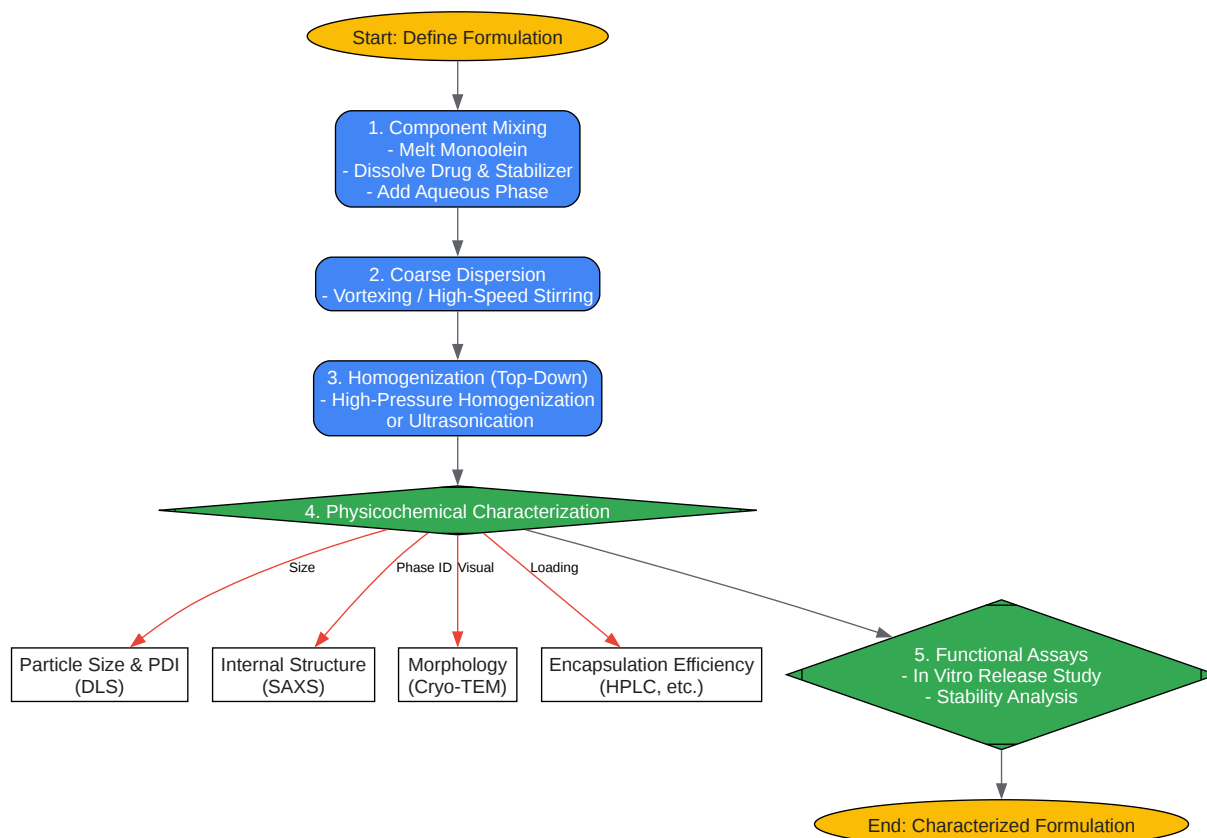 Start: Define Formulation
1. Component Mixing
- Melt Monoolein
- Dissolve Drug & Stabilizer
- Add Aqueous Phase
2. Coarse Dispersion
- Vortexing / High-Speed Stirring
3. Homogenization (Top-Down)
- High-Pressure Homogenization
or Ultrasonication
4. Physicochemical Characterization
Size
Phase ID
Visual
Loading
Particle Size & PDI
(DLS)
Internal Structure
(SAXS)
Morphology
(Cryo-TEM)
Encapsulation Efficiency
(HPLC, etc.)
5. Functional Assays
- In Vitro Release Study
- Stability Analysis
End: Characterized Formulation